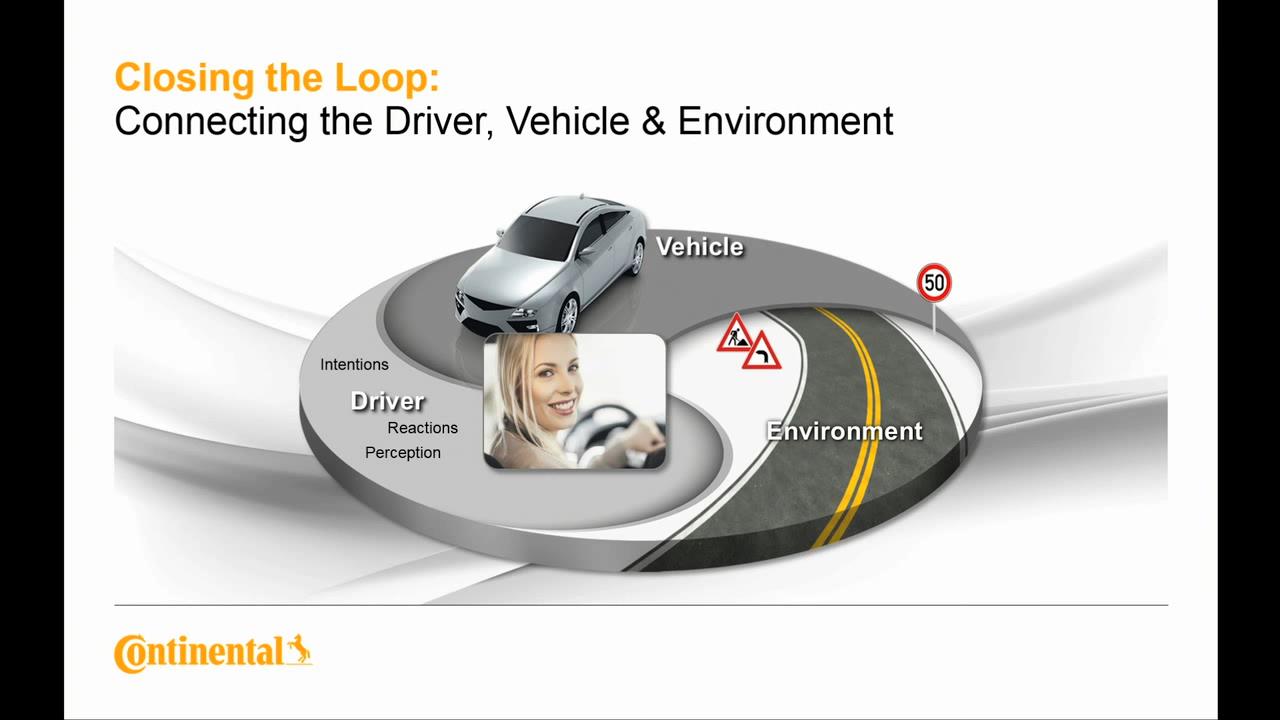 Closing the Loop:
Connecting the Driver, Vehicle & Environment
Vehicle
50
Intentions
Driver
Reactions
Perception
Environment
Continental